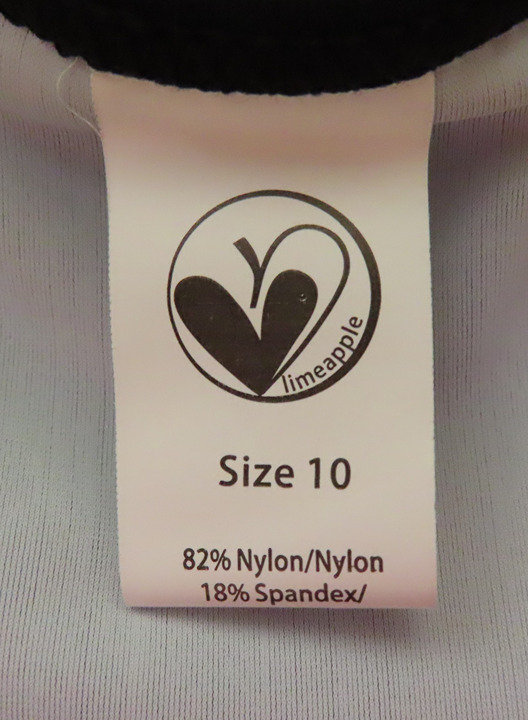 limeapple
Size 10
82% Nylon/Nylon
18% Spandex/